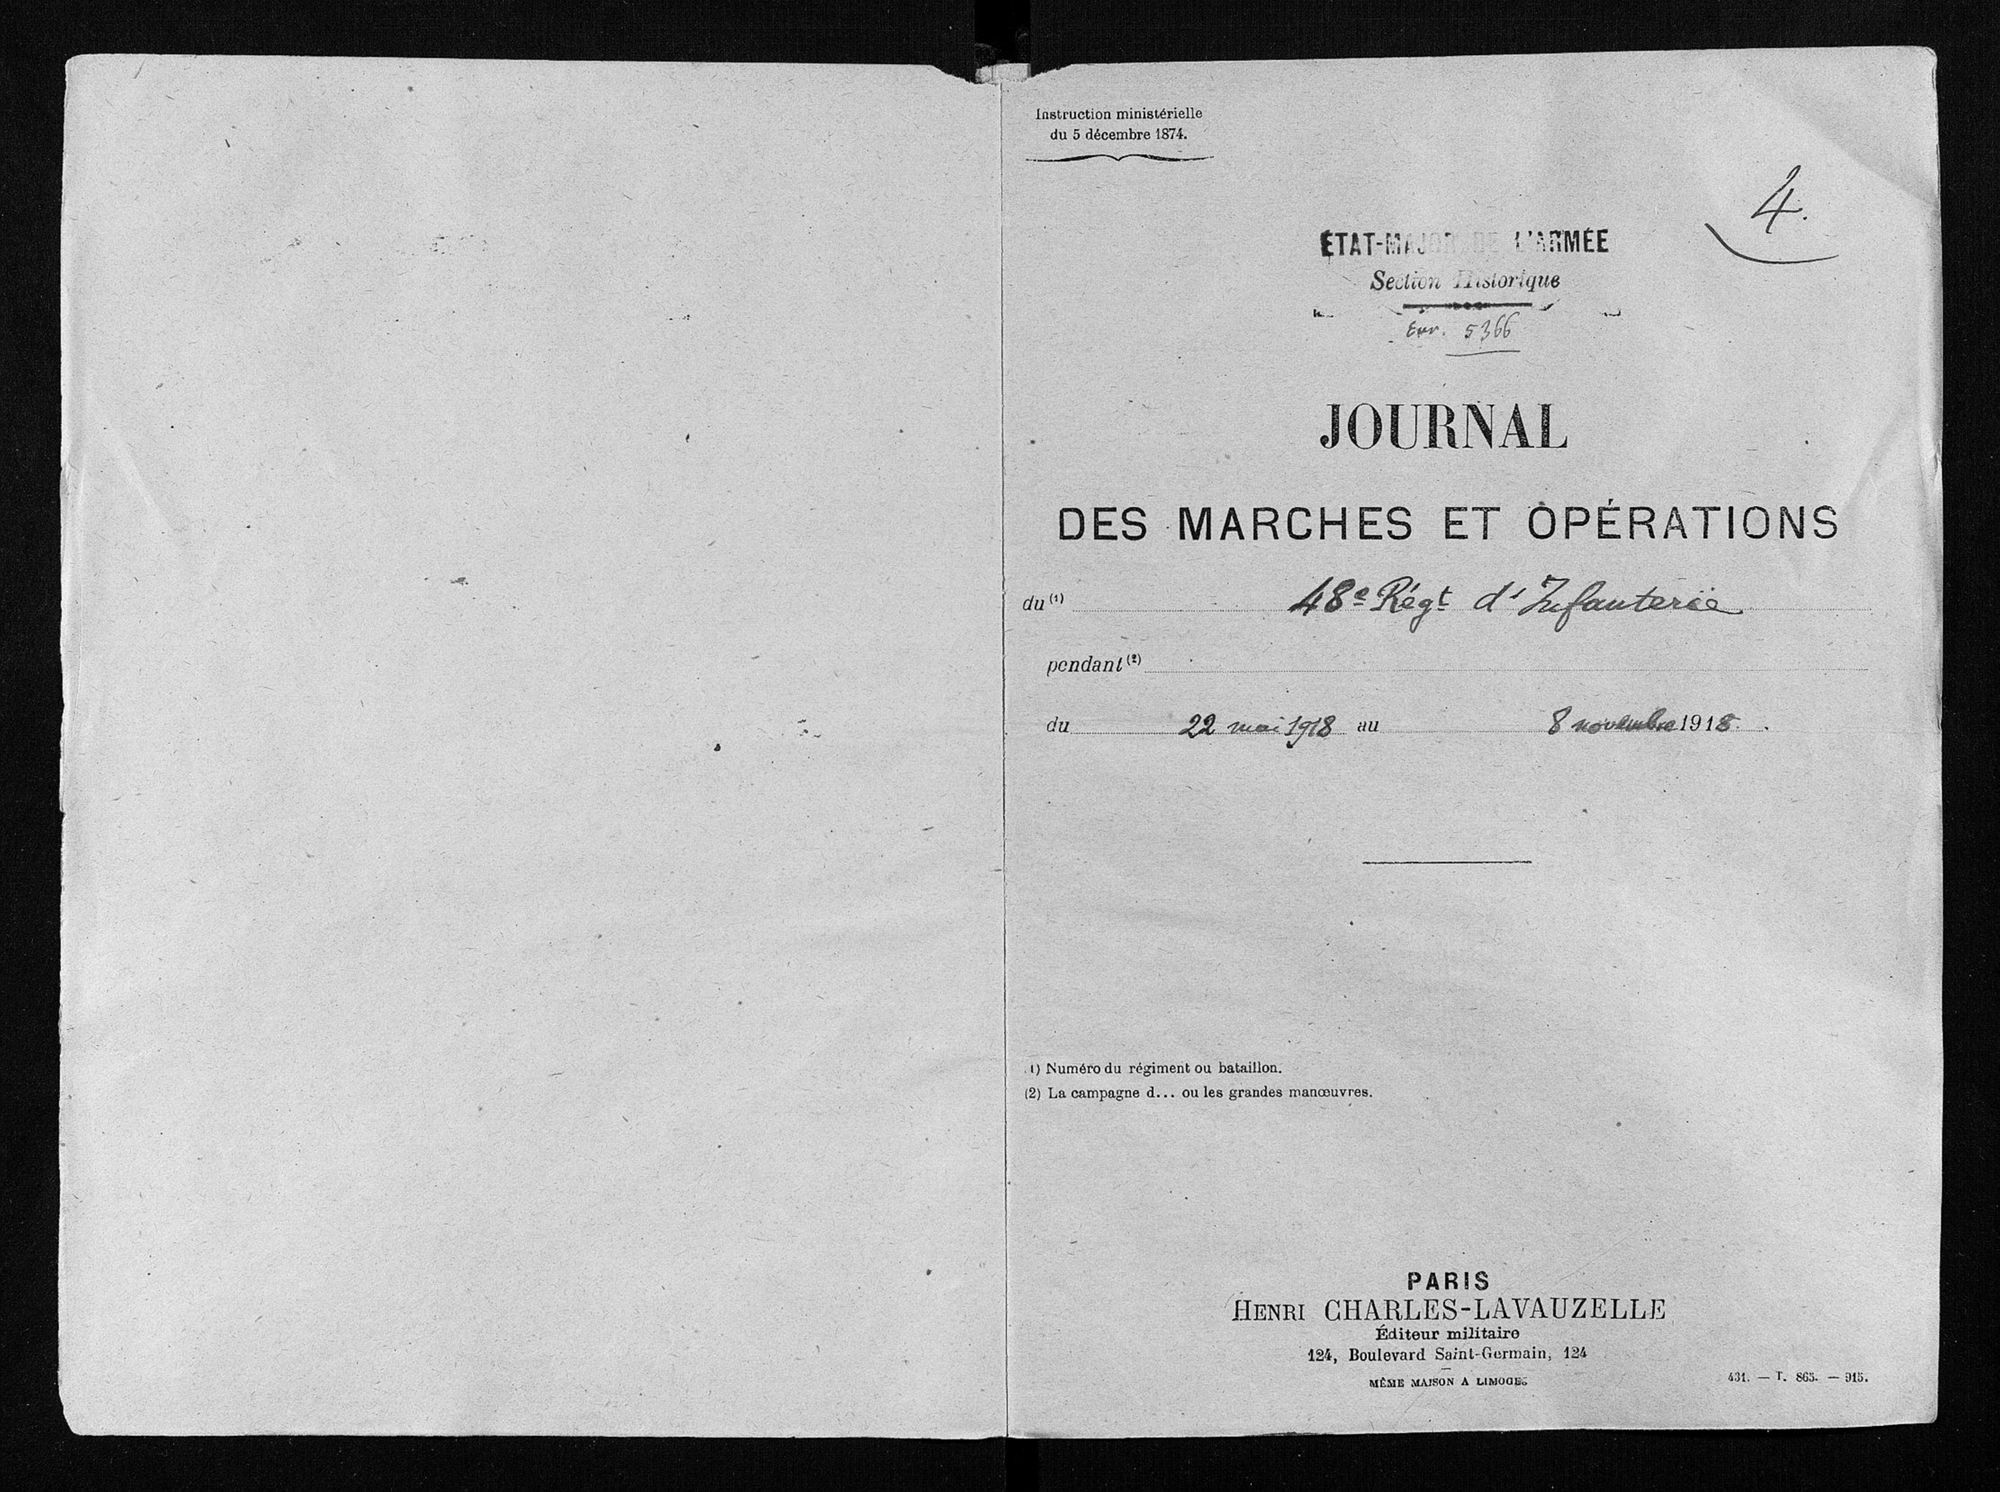 Instruction ministérielle
du 5 décembre 1874.
4.
ÉTAT-MAJOR DE L'ARMÉE
Section Historique
5366
JOURNAL
DES MARCHES ET OPÉRATIONS
du (1) 48e Régt d'Infanterie
pendant (2)
du 22 mai 1918 au 8 novembre 1918.
(1) Numéro du régiment ou bataillon.
(2) La campagne d... ou les grandes manœuvres.
PARIS
HENRI CHARLES-LAVAUZELLE
Éditeur militaire
124, Boulevard Saint-Germain, 124
MÊME MAISON A LIMOGES
431. — T. 865. — 915.